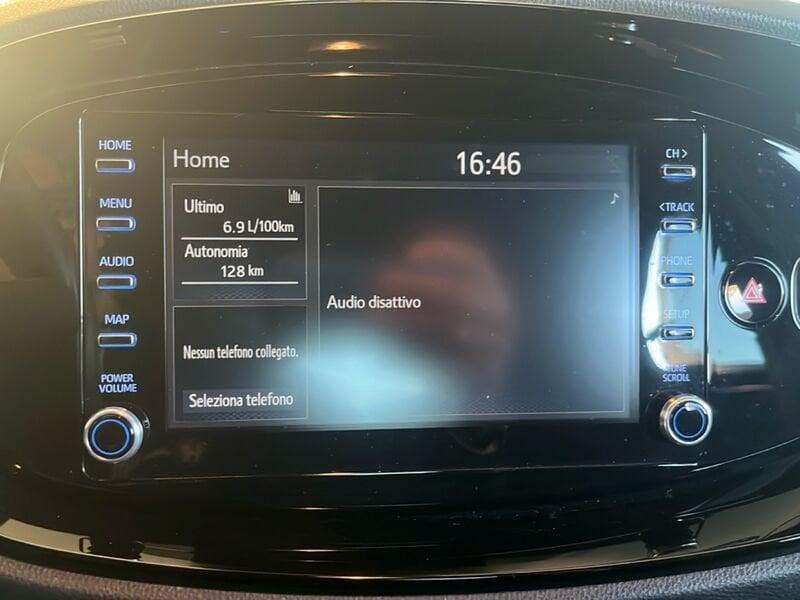 HOME
MENU
AUDIO
MAP
POWER
VOLUME
Home
16:46
Ultimo
6.9 L/100km
Autonomia
128 km
Nessun telefono collegato.
Seleziona telefono
Audio disattivo
CH >
< TRACK
PHONE
SETUP
TUNE
SCROLL